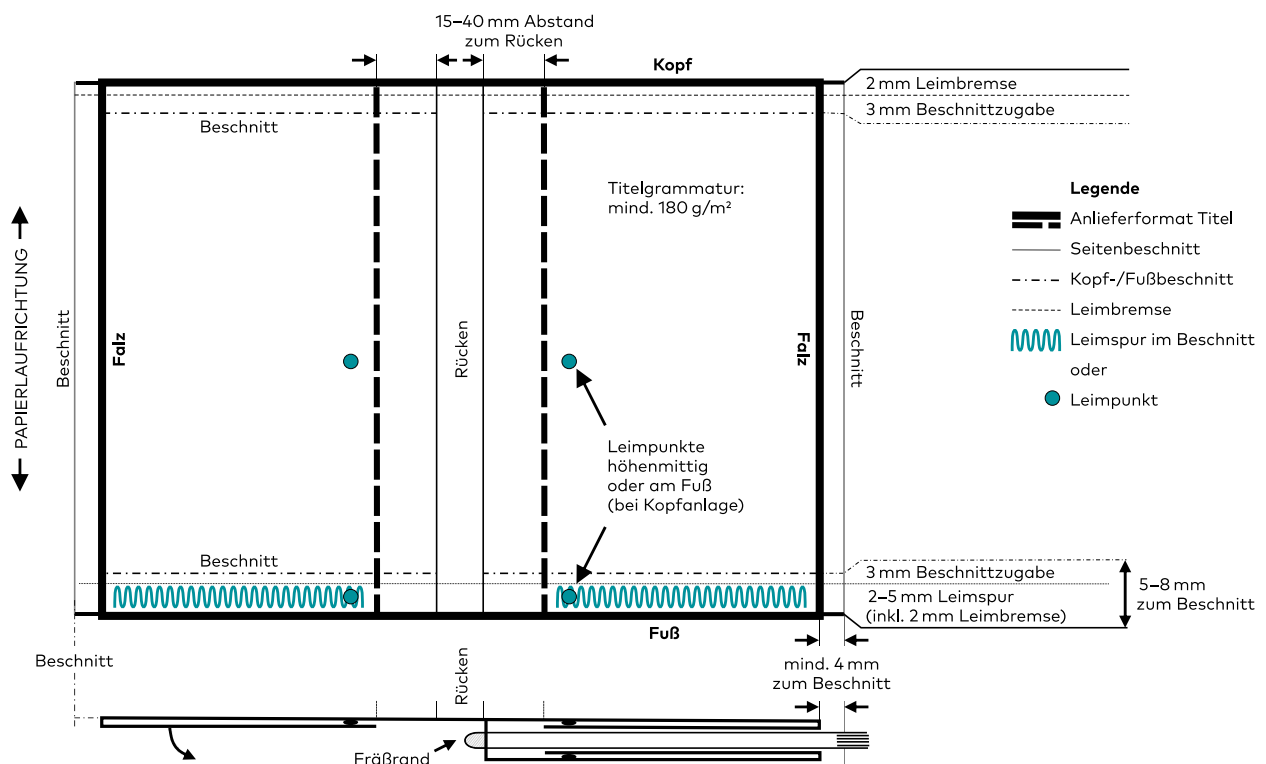 15–40 mm Abstand
zum Rücken
Kopf
2 mm Leimbremse
3 mm Beschnittzugabe
Beschnitt
Titelgrammatur:
mind. 180 g/m²
Legende
Anlieferformat Titel
Seitenbeschnitt
Kopf-/Fußbeschnitt
Leimbremse
Leimspur im Beschnitt
oder
Leimpunkt
PAPIERLAUFRICHTUNG
Beschnitt
Falz
Rücken
Falz
Beschnitt
Leimpunkte
höhenmittig
oder am Fuß
(bei Kopfanlage)
Beschnitt
3 mm Beschnittzugabe
2–5 mm Leimspur
(inkl. 2 mm Leimbremse)
5–8 mm
zum Beschnitt
Fuß
Beschnitt
Rücken
mind. 4 mm
zum Beschnitt
Fräßrand